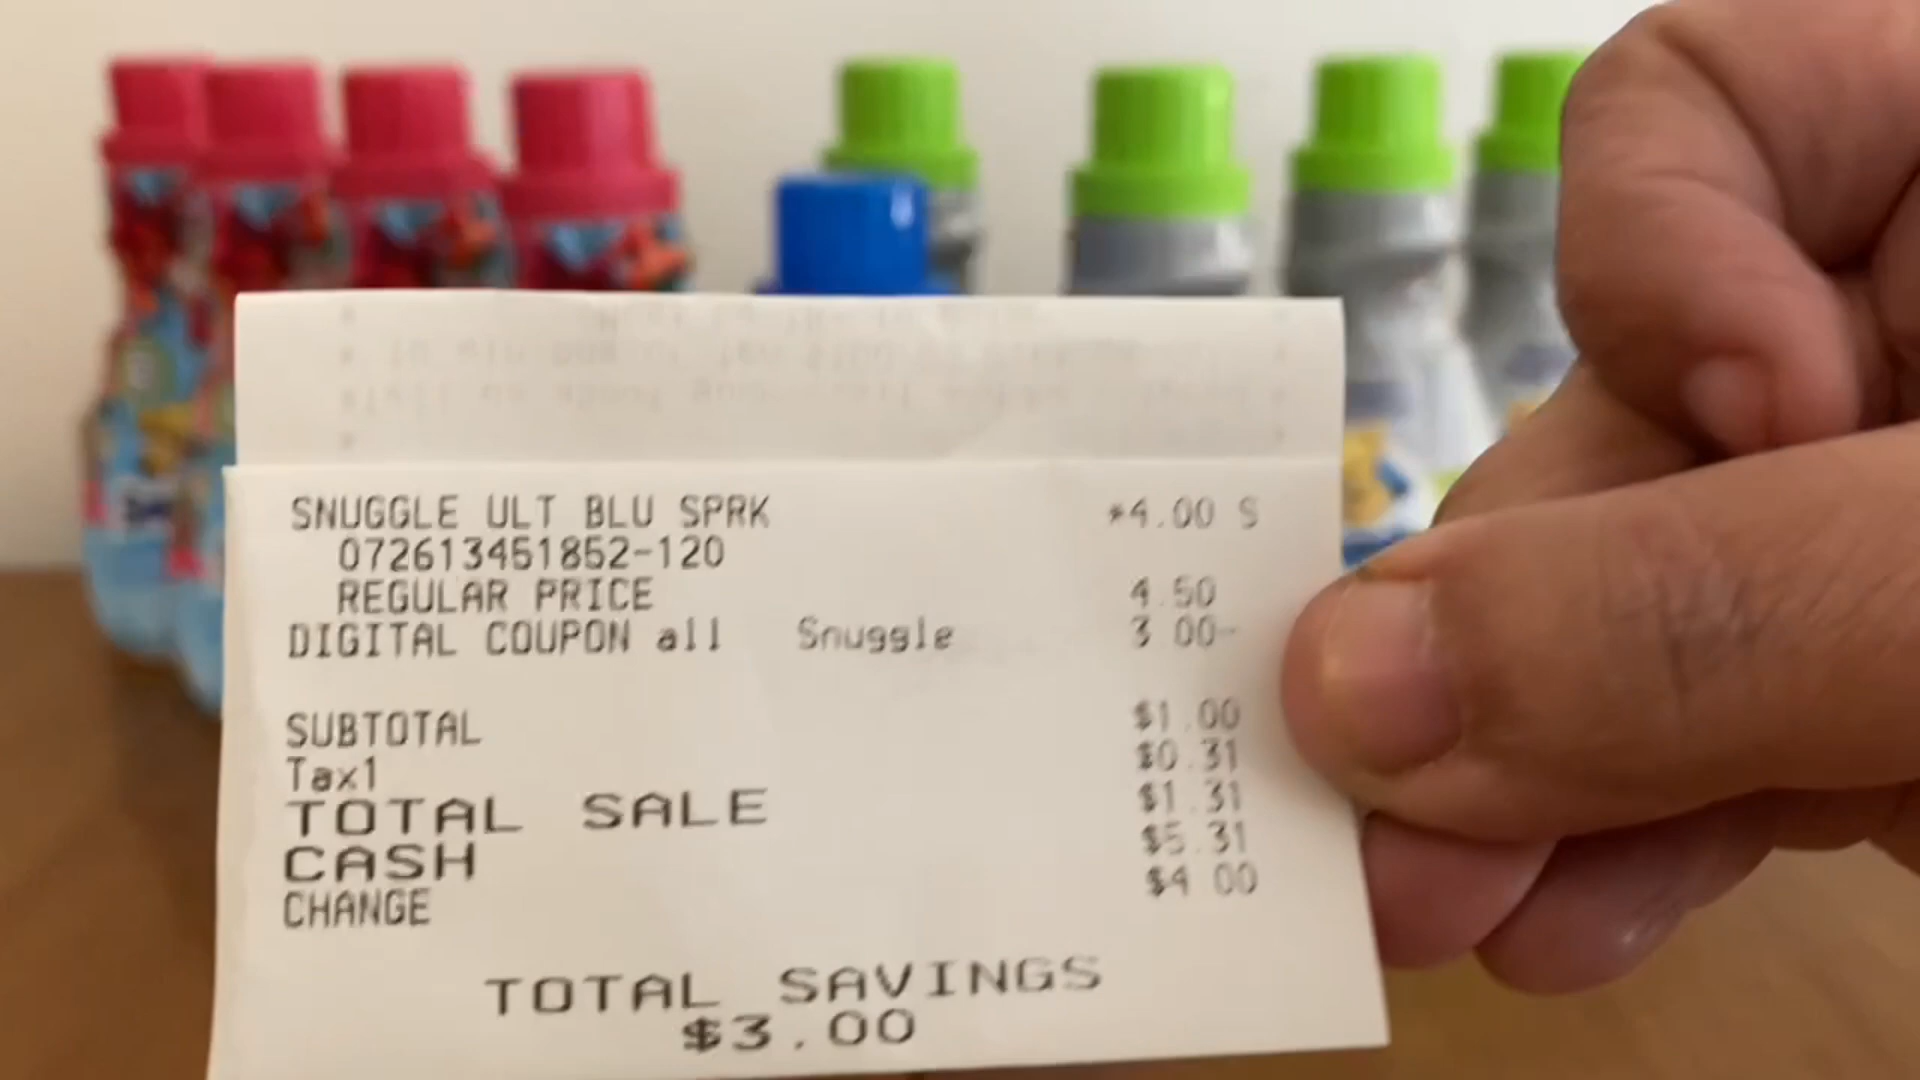 SNUGGLE ULT BLU SPRK *4.00 S
072613451852-120
REGULAR PRICE 4.50
DIGITAL COUPON all Snuggle 3.00-
SUBTOTAL $1.00
Tax1 $0.31
TOTAL SALE $1.31
CASH $5.31
CHANGE $4.00
TOTAL SAVINGS
$3.00